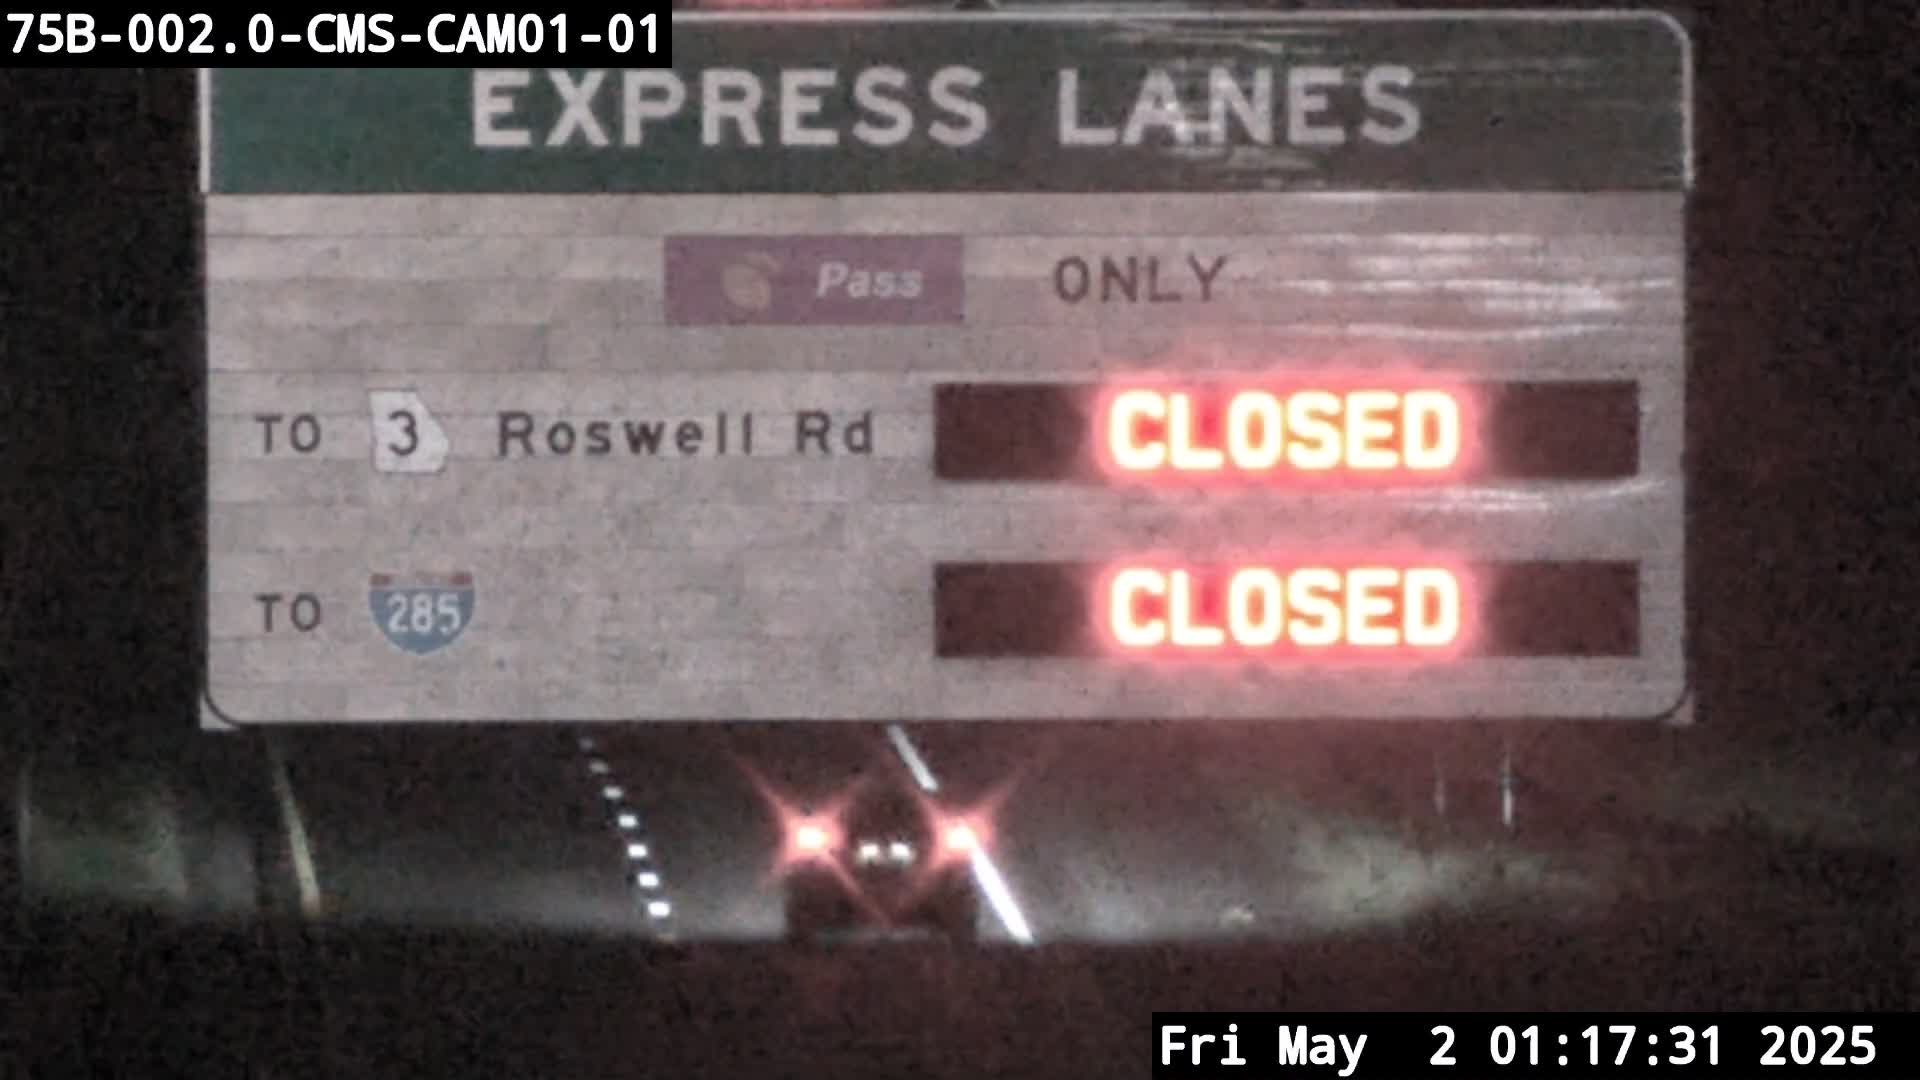 75B-002.0-CMS-CAM01-01
EXPRESS LANES
Pass ONLY
TO 3 Roswell Rd CLOSED
TO 285 CLOSED
Fri May 2 01:17:31 2025